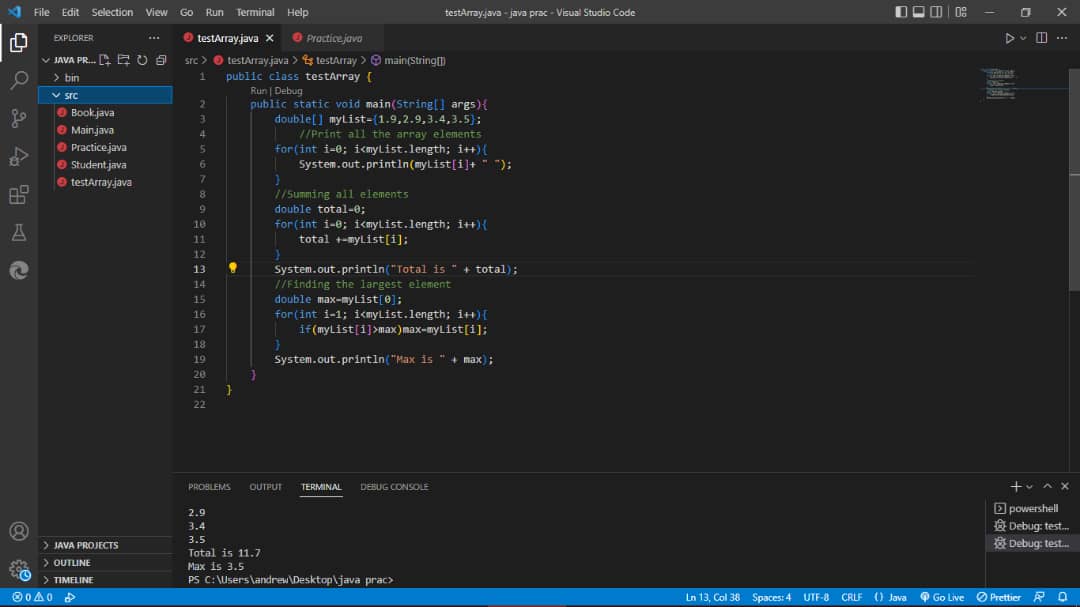 File Edit Selection View Go Run Terminal Help testArray.java - java prac - Visual Studio Code
EXPLORER
JAVA PR...
bin
src
Book.java
Main.java
Practice.java
Student.java
testArray.java
JAVA PROJECTS
OUTLINE
TIMELINE
testArray.java Practice.java
src > testArray.java > testArray > main(String[])
1 public class testArray {
Run | Debug
2 public static void main(String[] args){
3 double[] myList={1.9,2.9,3.4,3.5};
4 //Print all the array elements
5 for(int i=0; i<myList.length; i++){
6 System.out.println(myList[i]+ " ");
7 }
8 //Summing all elements
9 double total=0;
10 for(int i=0; i<myList.length; i++){
11 total +=myList[i];
12 }
13 System.out.println("Total is " + total);
14 //Finding the largest element
15 double max=myList[0];
16 for(int i=1; i<myList.length; i++){
17 if(myList[i]>max)max=myList[i];
18 }
19 System.out.println("Max is " + max);
20 }
21 }
22
PROBLEMS OUTPUT TERMINAL DEBUG CONSOLE
2.9
3.4
3.5
Total is 11.7
Max is 3.5
PS C:\Users\andrew\Desktop\java prac>
powershell
Debug: test...
Debug: test...
0 0 Ln 13, Col 38 Spaces: 4 UTF-8 CRLF {} Java Go Live Prettier